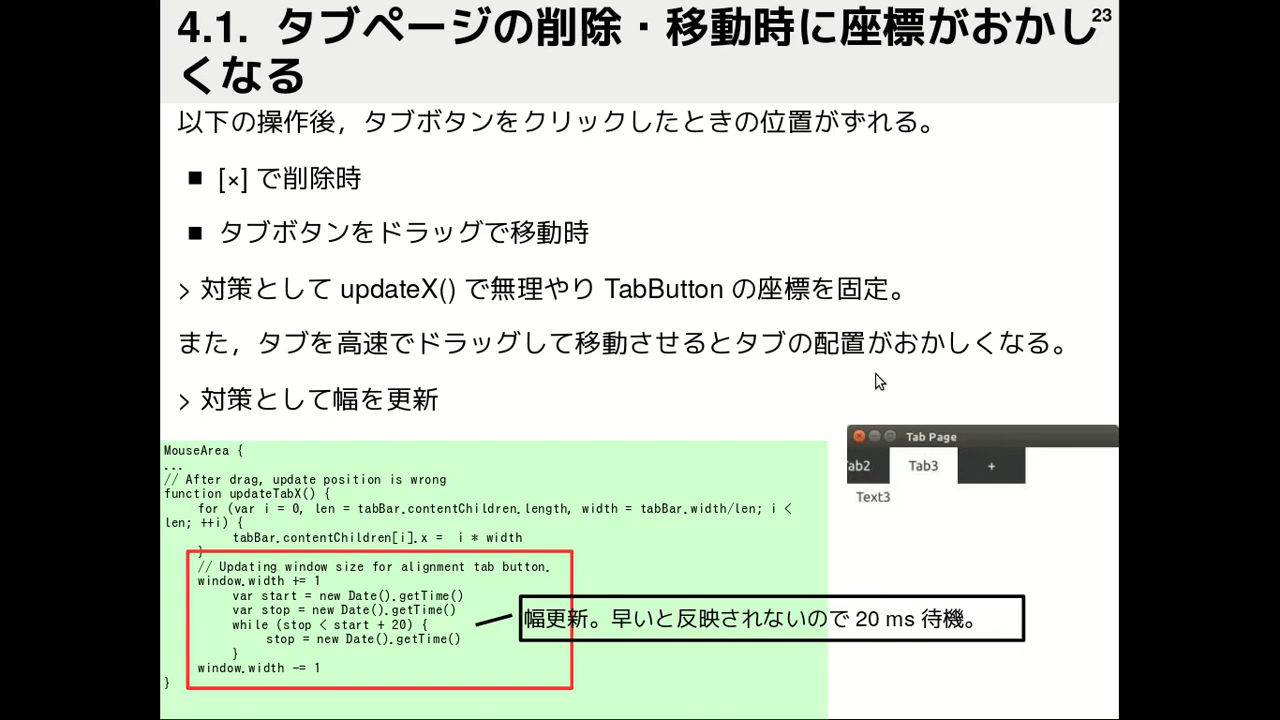 4.1. タブページの削除・移動時に座標がおかし
くなる
23
以下の操作後，タブボタンをクリックしたときの位置がずれる。
■ [×] で削除時
■ タブボタンをドラッグで移動時
> 対策として updateX() で無理やり TabButton の座標を固定。
また，タブを高速でドラッグして移動させるとタブの配置がおかしくなる。
> 対策として幅を更新
MouseArea {
...
// After drag, update position is wrong
function updateTabX() {
for (var i = 0, len = tabBar.contentChildren.length, width = tabBar.width/len; i <
len; ++i) {
tabBar.contentChildren[i].x =  i * width
}
// Updating window size for alignment tab button.
window.width += 1
var start = new Date().getTime()
var stop = new Date().getTime()
while (stop < start + 20) {
stop = new Date().getTime()
}
window.width -= 1
}
幅更新。早いと反映されないので 20 ms 待機。
Tab Page
ab2 Tab3 +
Text3